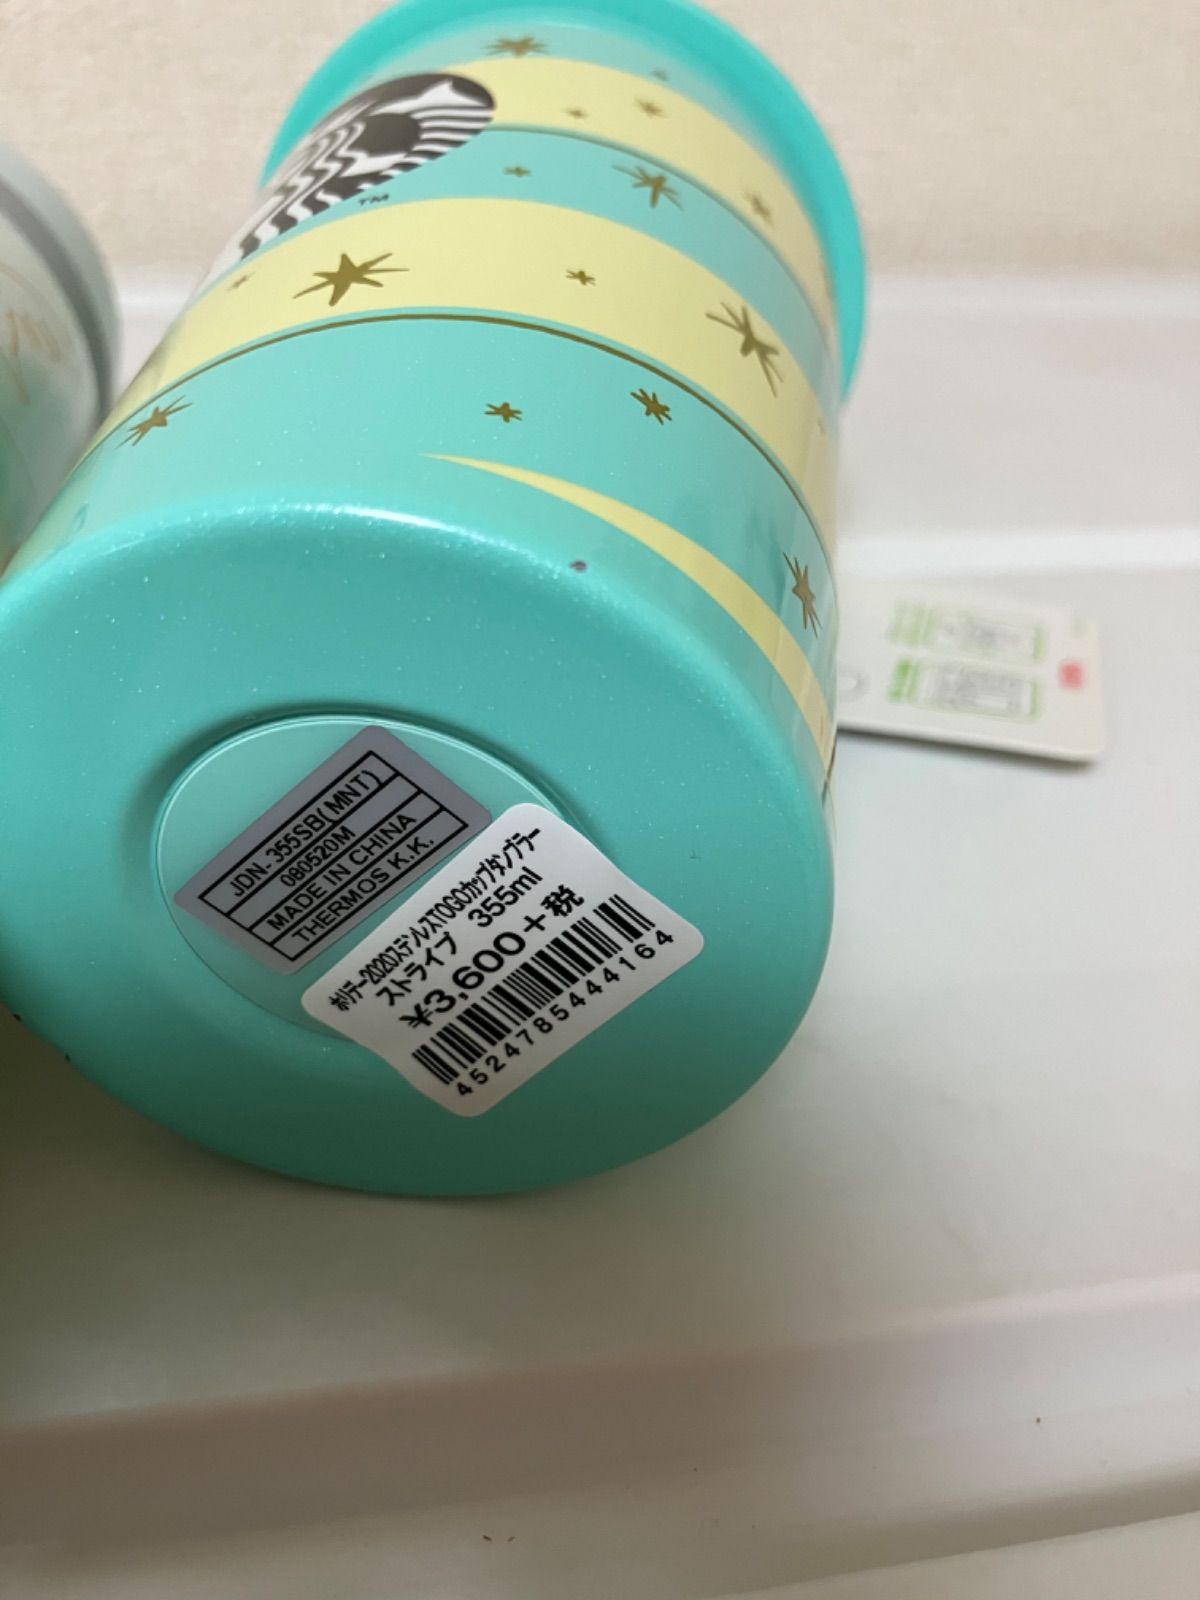 TM
JDN-355SB(MNT)
080520M
MADE IN CHINA
THERMOS K.K.
ホリデー2020ステンレスTOGOカップタンブラー
ストライプ 355ml
¥3,600+税
4524785444164